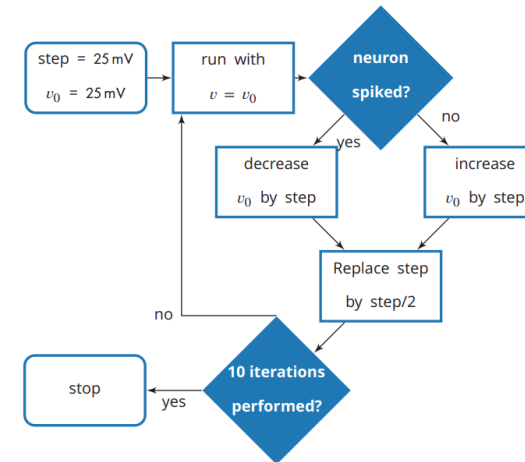 step = 25 mV
v₀ = 25 mV
run with
v = v₀
neuron
spiked?
yes
no
decrease
v₀ by step
increase
v₀ by step
Replace step
by step/2
no
10 iterations
performed?
yes
stop